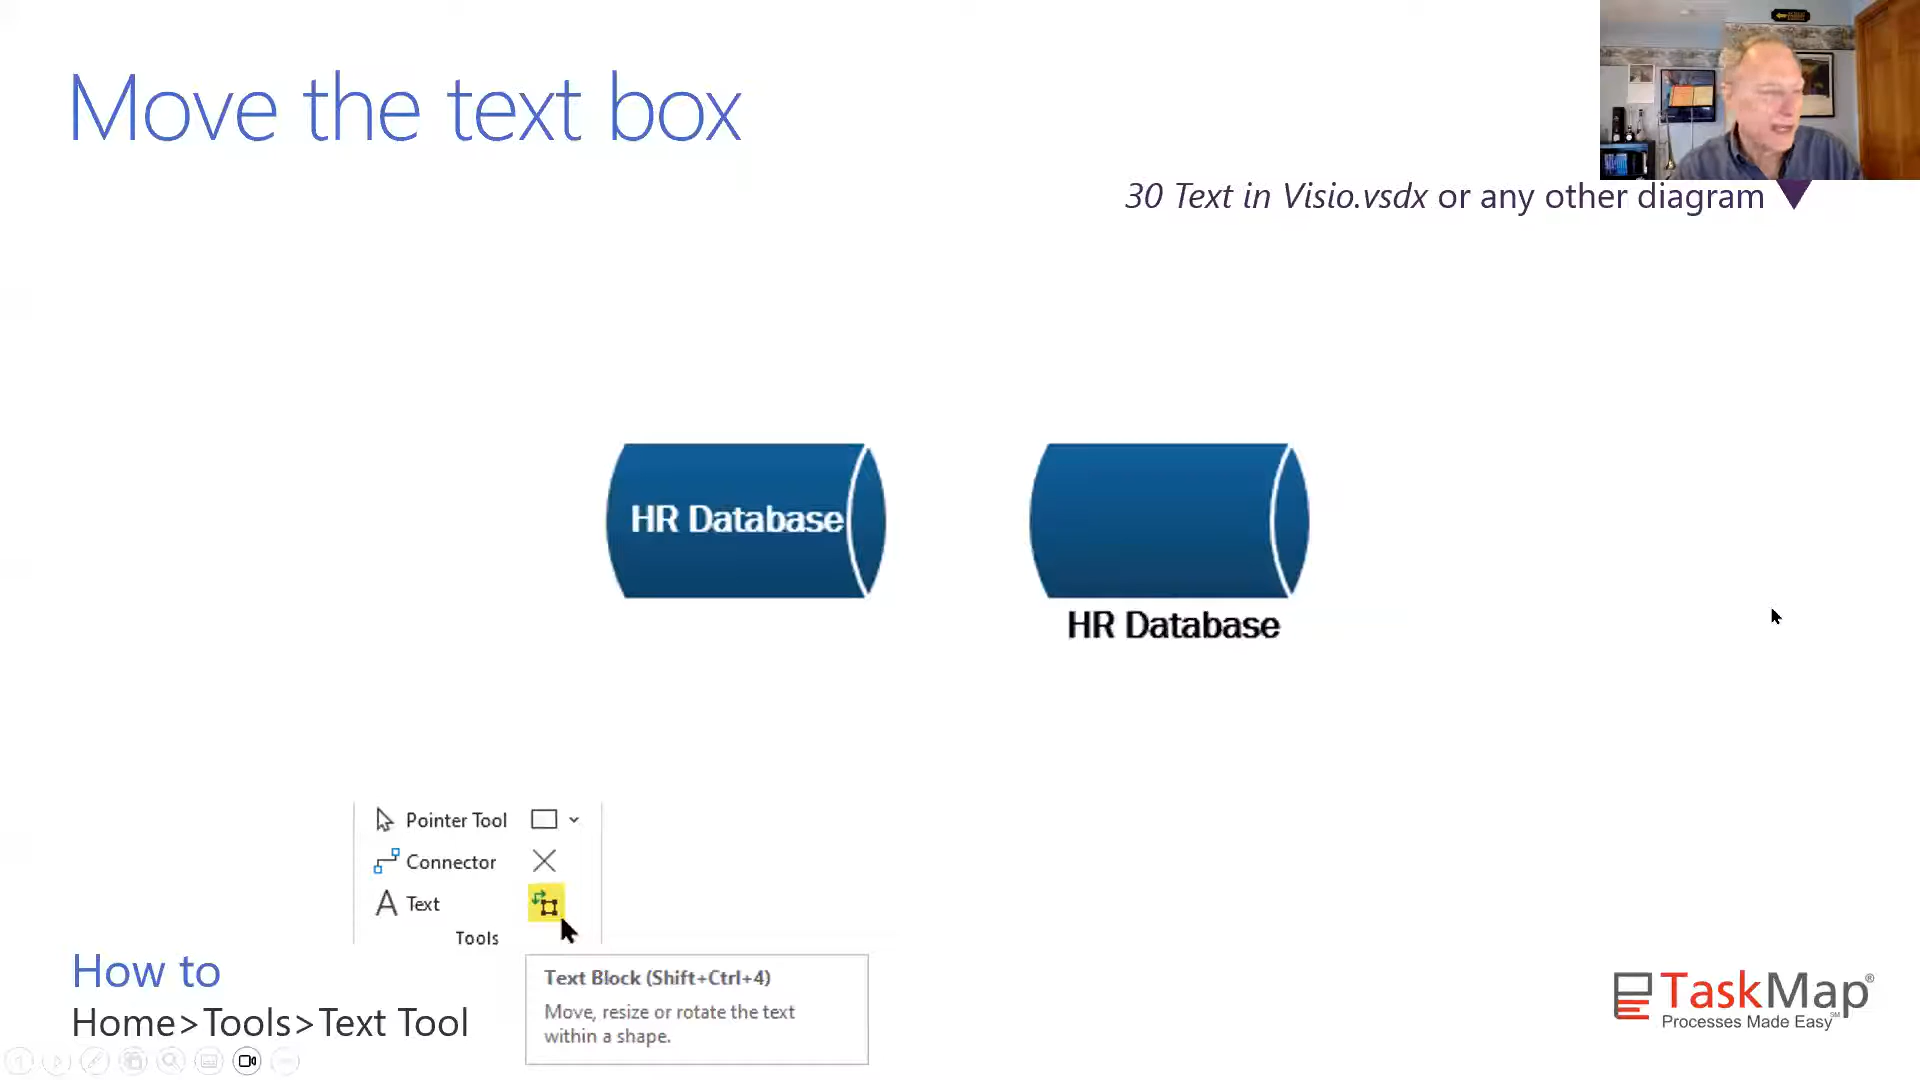 Move the text box
30 Text in Visio.vsdx or any other diagram
HR Database
HR Database
Pointer Tool
Connector
A Text
Tools
Text Block (Shift+Ctrl+4)
Move, resize or rotate the text
within a shape.
How to
Home>Tools>Text Tool
TaskMap®
Processes Made Easy℠